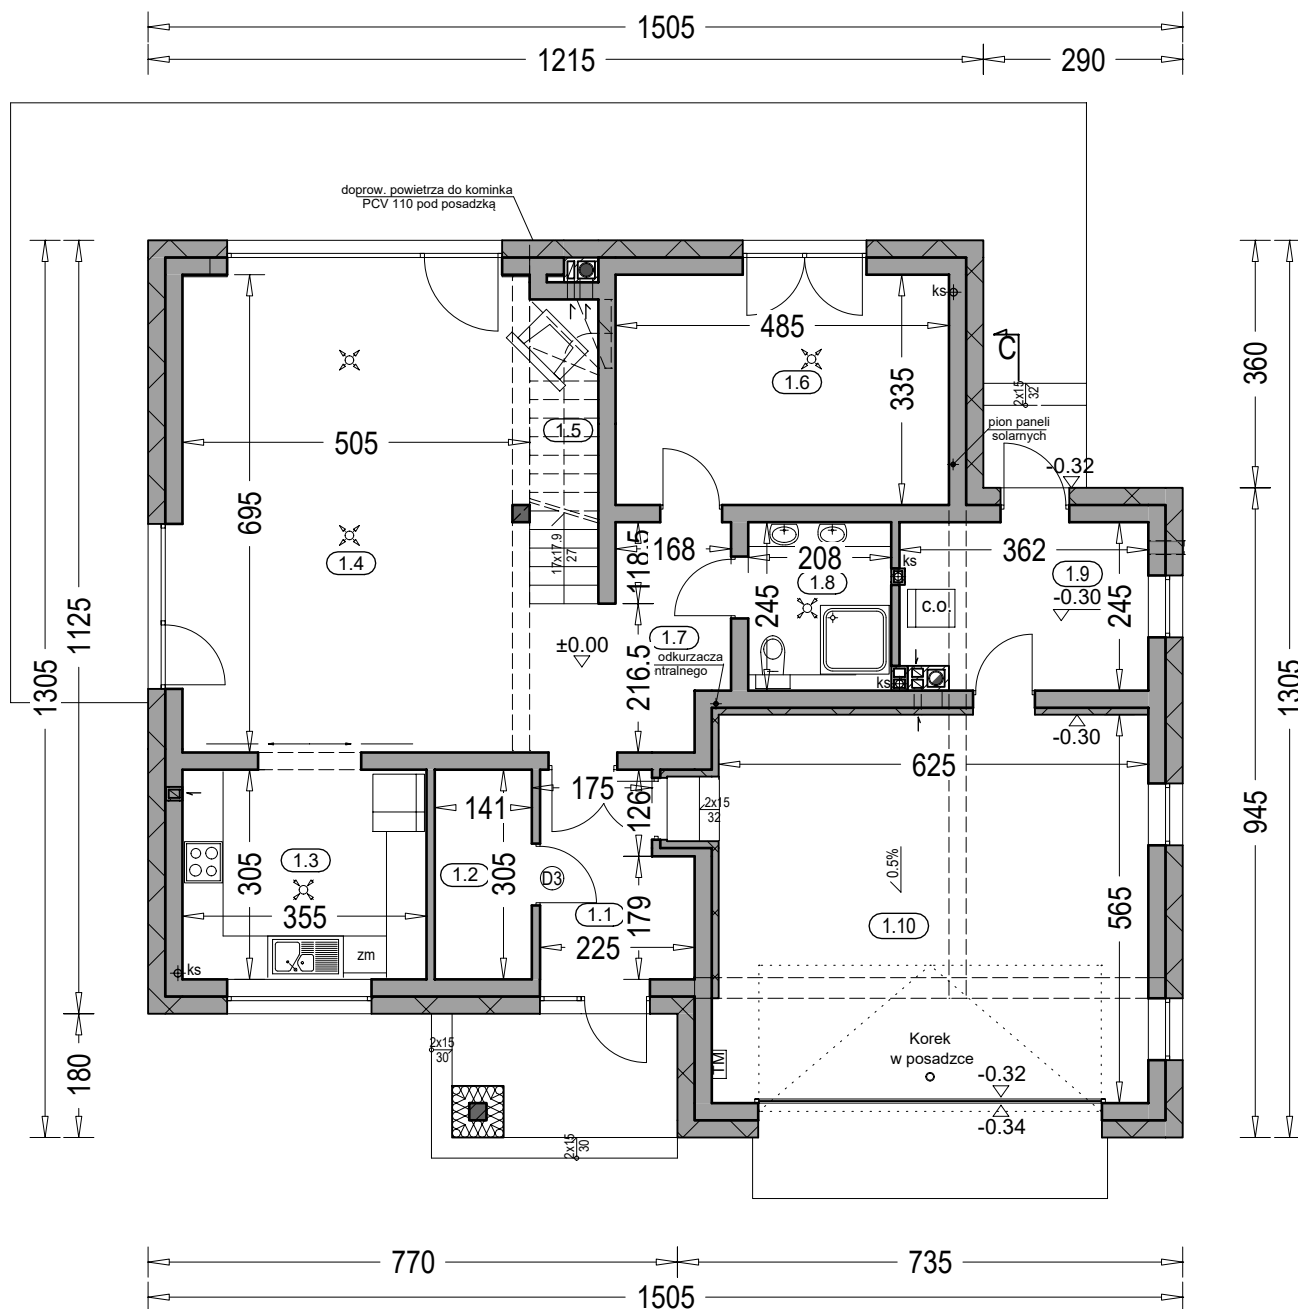 1505
1215
290
doprow. powietrza do kominka
PCV 110 pod posadzką
ks
485
1.6
335
C
2x15
32
360
505
1.5
pion paneli
solarnych
-0.32
695
17x17.9
27
168
118.5
208
1.8
245
ks
362
1.9
c.o.
-0.30
245
1.4
±0.00
1.7
odkurzacza
ntralnego
216.5
ks
-0.30
1305
1125
1305
625
175
141
126
2x15
32
945
1.3
305
1.2
305
D3
0.5%
355
1.1
179
565
1.10
225
zm
ks
2x15
30
180
TM
Korek
w posadzce
-0.32
-0.34
2x15
30
770
735
1505